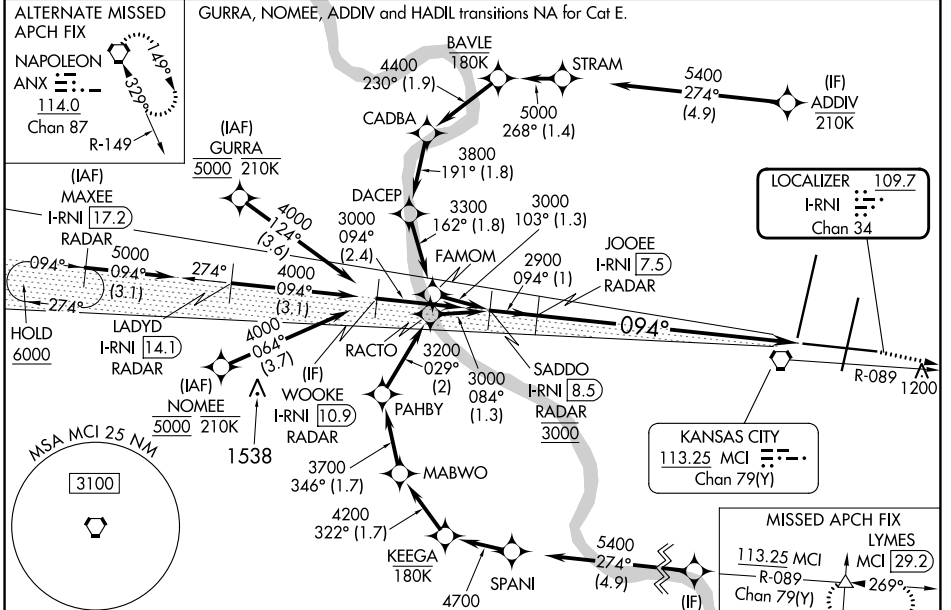 ALTERNATE MISSED
APCH FIX
NAPOLEON
ANX
114.0
Chan 87
149°
329°
R-149
GURRA, NOMEE, ADDIV and HADIL transitions NA for Cat E.
BAVLE
180K
STRAM
4400
230° (1.9)
5000
268° (1.4)
5400
274°
(4.9)
(IF)
ADDIV
210K
CADBA
3800
191° (1.8)
(IAF)
GURRA
5000 210K
4000
124°
(3.6)
DACEP
3300
162° (1.8)
3000
094°
(2.4)
3000
103° (1.3)
FAMOM
2900
094° (1)
JOOEE
I-RNI 7.5
RADAR
LOCALIZER 109.7
I-RNI
Chan 34
(IAF)
MAXEE
I-RNI 17.2
RADAR
094°
274°
5000
094°
(3.1)
274°
4000
094°
(3.1)
094°
HOLD
6000
LADYD
I-RNI 14.1
RADAR
4000
064°
(3.7)
(IAF)
NOMEE
5000 210K
1538
(IF)
WOOKE
I-RNI 10.9
RADAR
RACTO
3200
029°
(2)
3000
084°
(1.3)
SADDO
I-RNI 8.5
RADAR
3000
R-089
1200
PAHBY
KANSAS CITY
113.25 MCI
Chan 79(Y)
MSA MCI 25 NM
3100
3700
346° (1.7)
MABWO
4200
322° (1.7)
KEEGA
180K
SPANI
4700
5400
274°
(4.9)
(IF)
MISSED APCH FIX
LYMES
113.25 MCI
MCI 29.2
R-089
Chan 79(Y)
269°